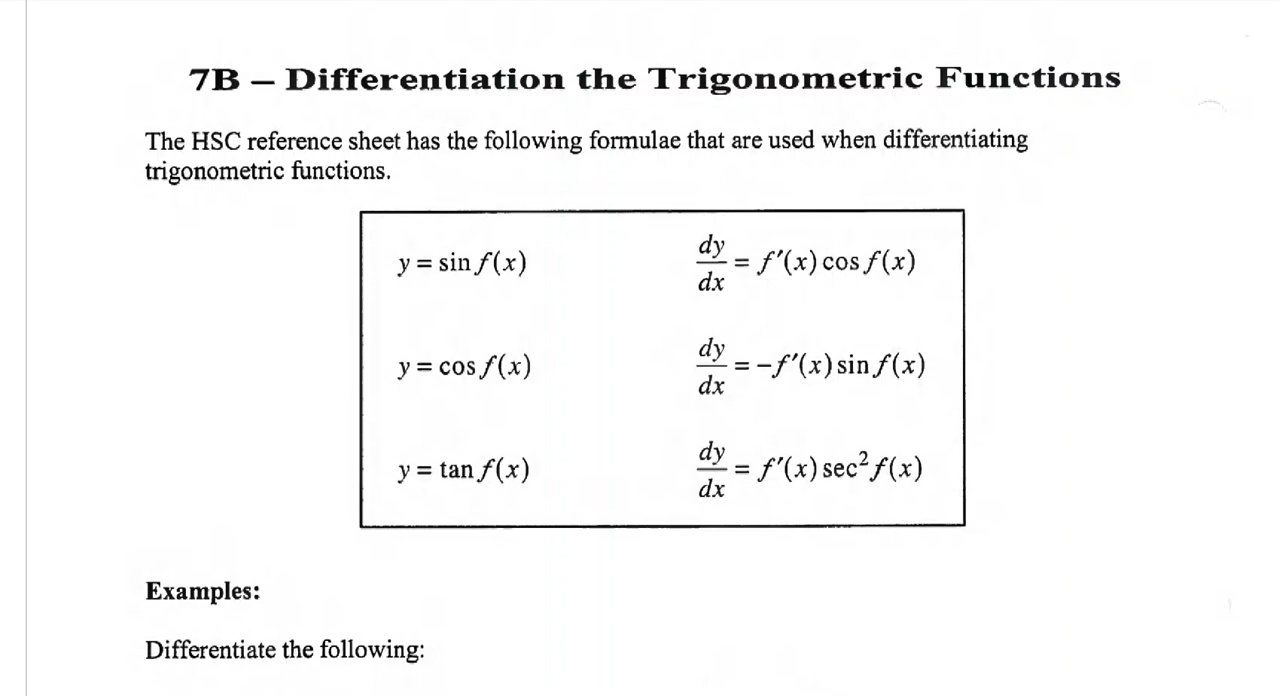 7B – Differentiation the Trigonometric Functions
The HSC reference sheet has the following formulae that are used when differentiating
trigonometric functions.
y = sin f(x) dy/dx = f′(x) cos f(x)
y = cos f(x) dy/dx = −f′(x) sin f(x)
y = tan f(x) dy/dx = f′(x) sec² f(x)
Examples:
Differentiate the following: